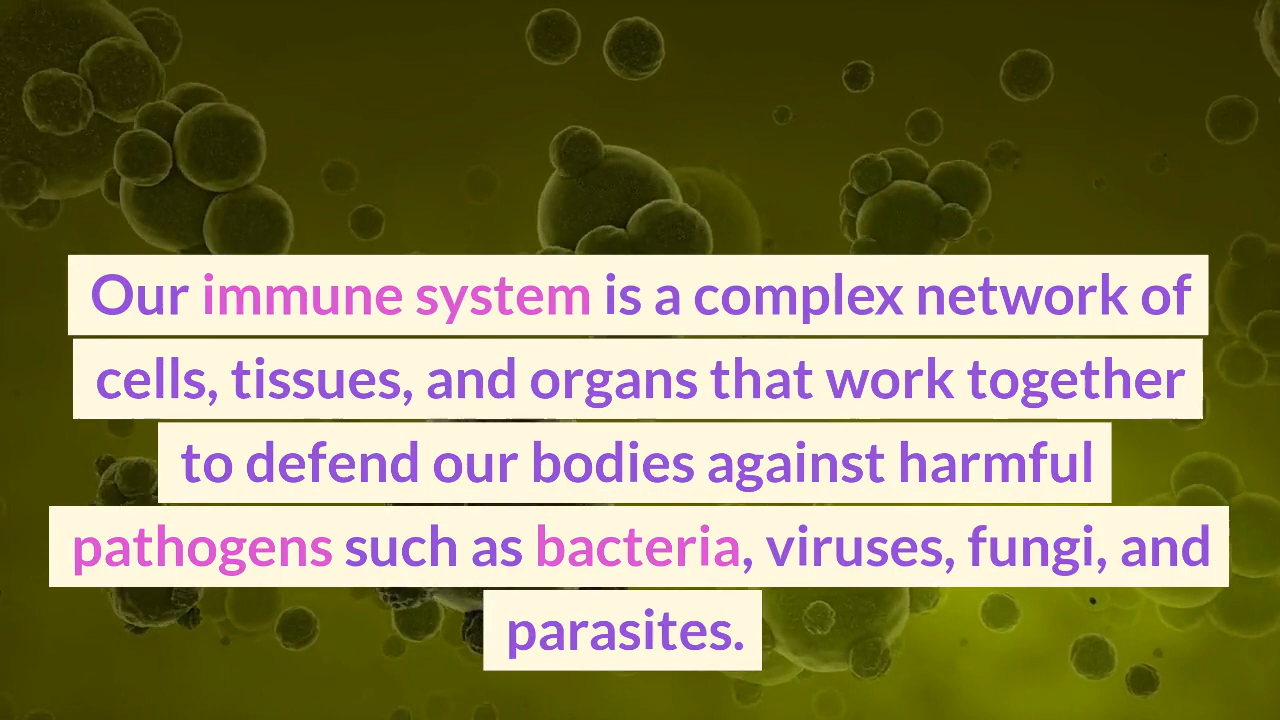 Our immune system is a complex network of
cells, tissues, and organs that work together
to defend our bodies against harmful
pathogens such as bacteria, viruses, fungi, and
parasites.